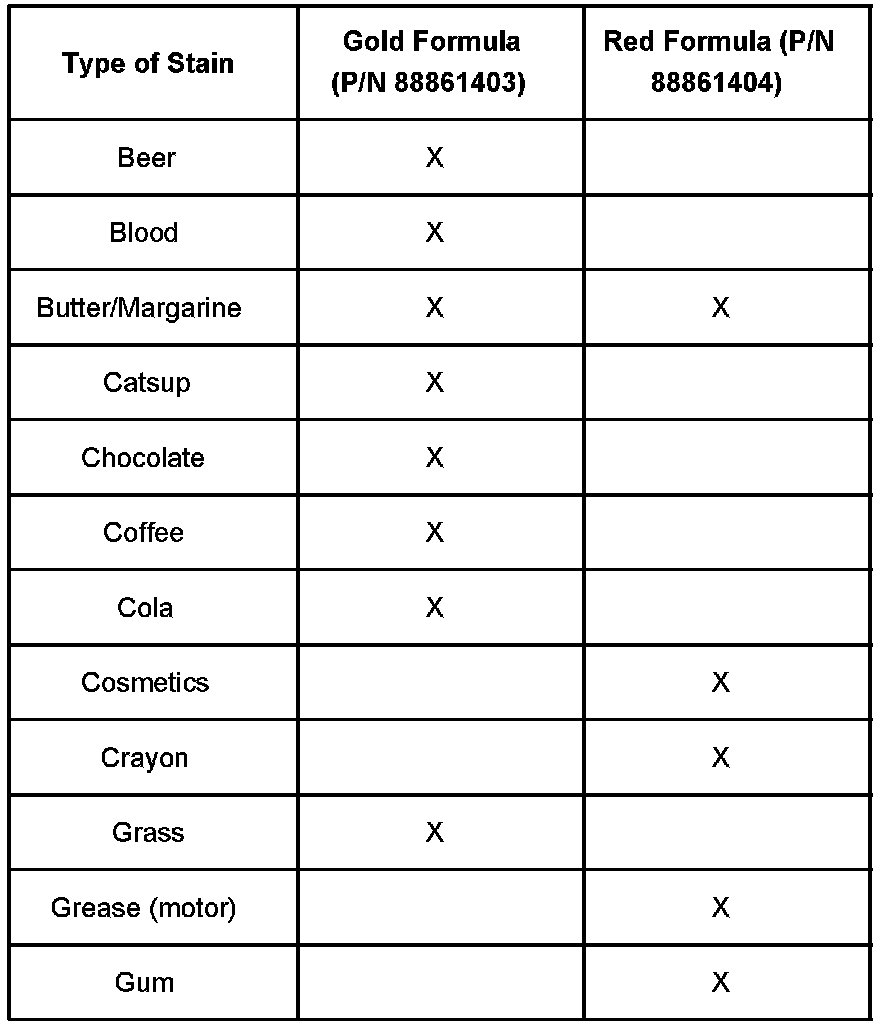 Type of Stain
Gold Formula
(P/N 88861403)
Red Formula (P/N
88861404)
Beer X
Blood X
Butter/Margarine X X
Catsup X
Chocolate X
Coffee X
Cola X
Cosmetics X
Crayon X
Grass X
Grease (motor) X
Gum X